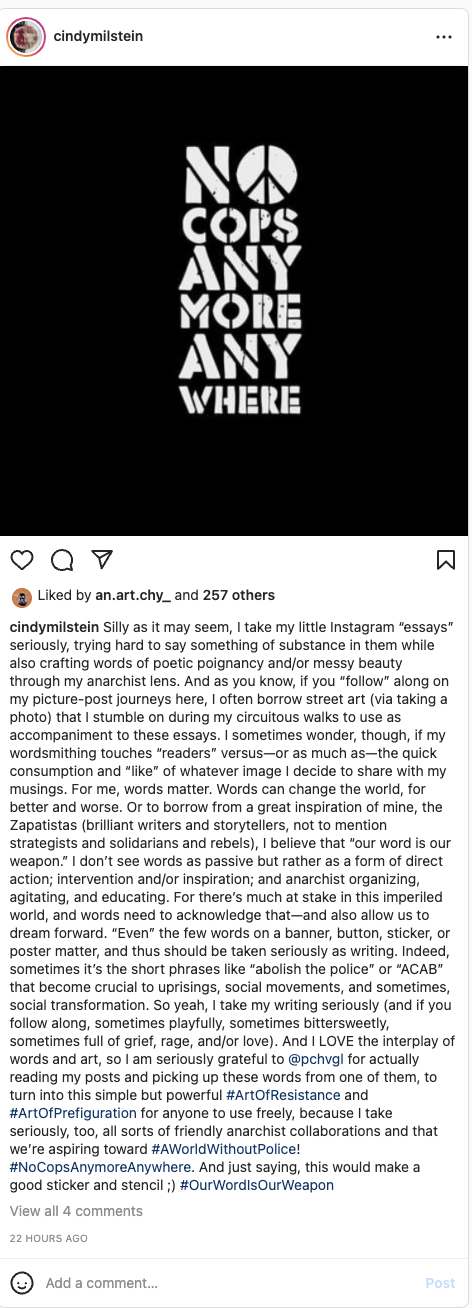 cindymilstein
NO
COPS
ANY
MORE
ANY
WHERE
Liked by an.art.chy_ and 257 others
cindymilstein Silly as it may seem, I take my little Instagram “essays”
seriously, trying hard to say something of substance in them while
also crafting words of poetic poignancy and/or messy beauty
through my anarchist lens. And as you know, if you “follow” along on
my picture-post journeys here, I often borrow street art (via taking a
photo) that I stumble on during my circuitous walks to use as
accompaniment to these essays. I sometimes wonder, though, if my
wordsmithing touches “readers” versus—or as much as—the quick
consumption and “like” of whatever image I decide to share with my
musings. For me, words matter. Words can change the world, for
better and worse. Or to borrow from a great inspiration of mine, the
Zapatistas (brilliant writers and storytellers, not to mention
strategists and solidarians and rebels), I believe that “our word is our
weapon.” I don’t see words as passive but rather as a form of direct
action; intervention and/or inspiration; and anarchist organizing,
agitating, and educating. For there’s much at stake in this imperiled
world, and words need to acknowledge that—and also allow us to
dream forward. “Even” the few words on a banner, button, sticker, or
poster matter, and thus should be taken seriously as writing. Indeed,
sometimes it’s the short phrases like “abolish the police” or “ACAB”
that become crucial to uprisings, social movements, and sometimes,
social transformation. So yeah, I take my writing seriously (and if you
follow along, sometimes playfully, sometimes bittersweetly,
sometimes full of grief, rage, and/or love). And I LOVE the interplay of
words and art, so I am seriously grateful to @pchvgl for actually
reading my posts and picking up these words from one of them, to
turn into this simple but powerful #ArtOfResistance and
#ArtOfPrefiguration for anyone to use freely, because I take
seriously, too, all sorts of friendly anarchist collaborations and that
we’re aspiring toward #AWorldWithoutPolice!
#NoCopsAnymoreAnywhere. And just saying, this would make a
good sticker and stencil ;) #OurWordIsOurWeapon
View all 4 comments
22 HOURS AGO
Add a comment...
Post